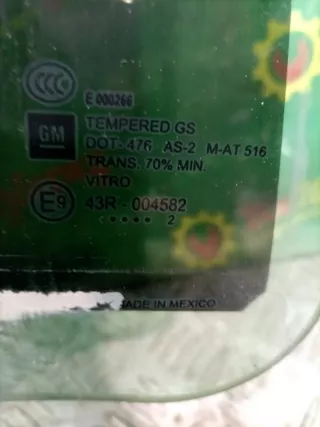 CCC
E 000266
GM
TEMPERED GS
DOT- 476 AS-2 M-AT 516
TRANS. 70% MIN.
VITRO
E9
43R - 004582
•••• 2
MADE IN MEXICO